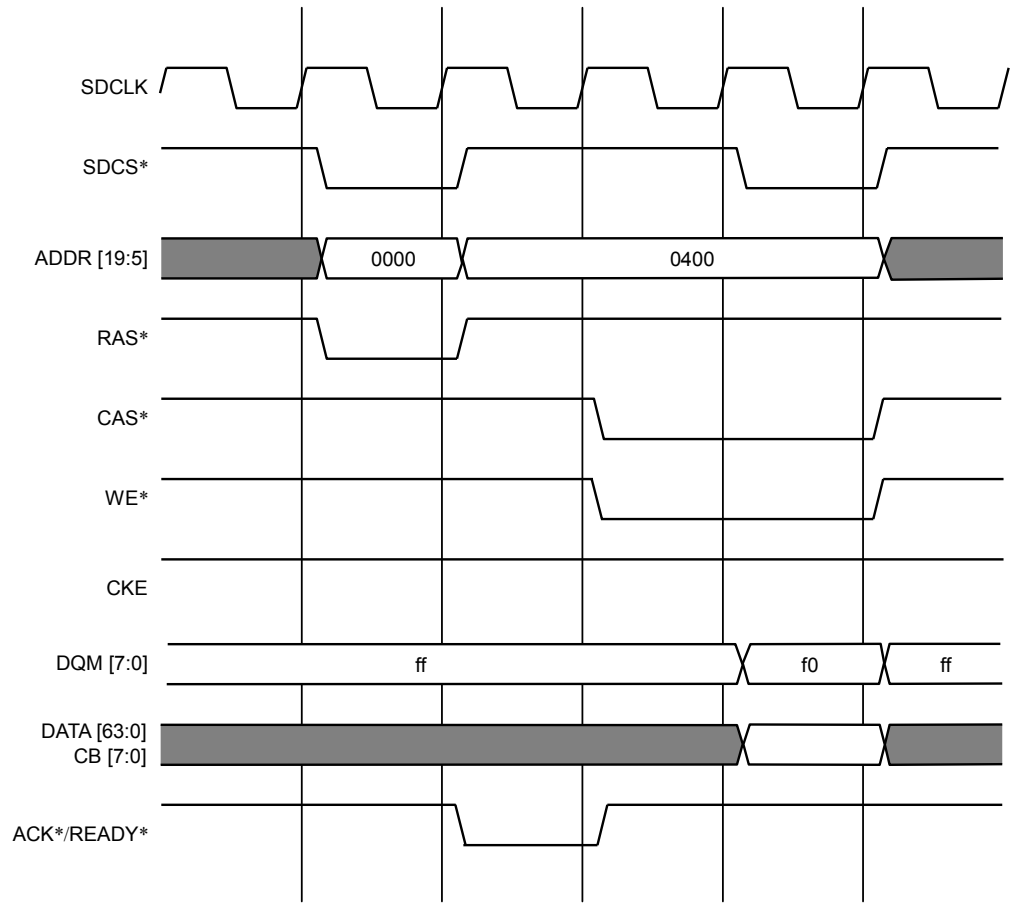 SDCLK
SDCS*
ADDR [19:5]
0000
0400
RAS*
CAS*
WE*
CKE
DQM [7:0]
ff
f0
ff
DATA [63:0]
CB [7:0]
ACK*/READY*